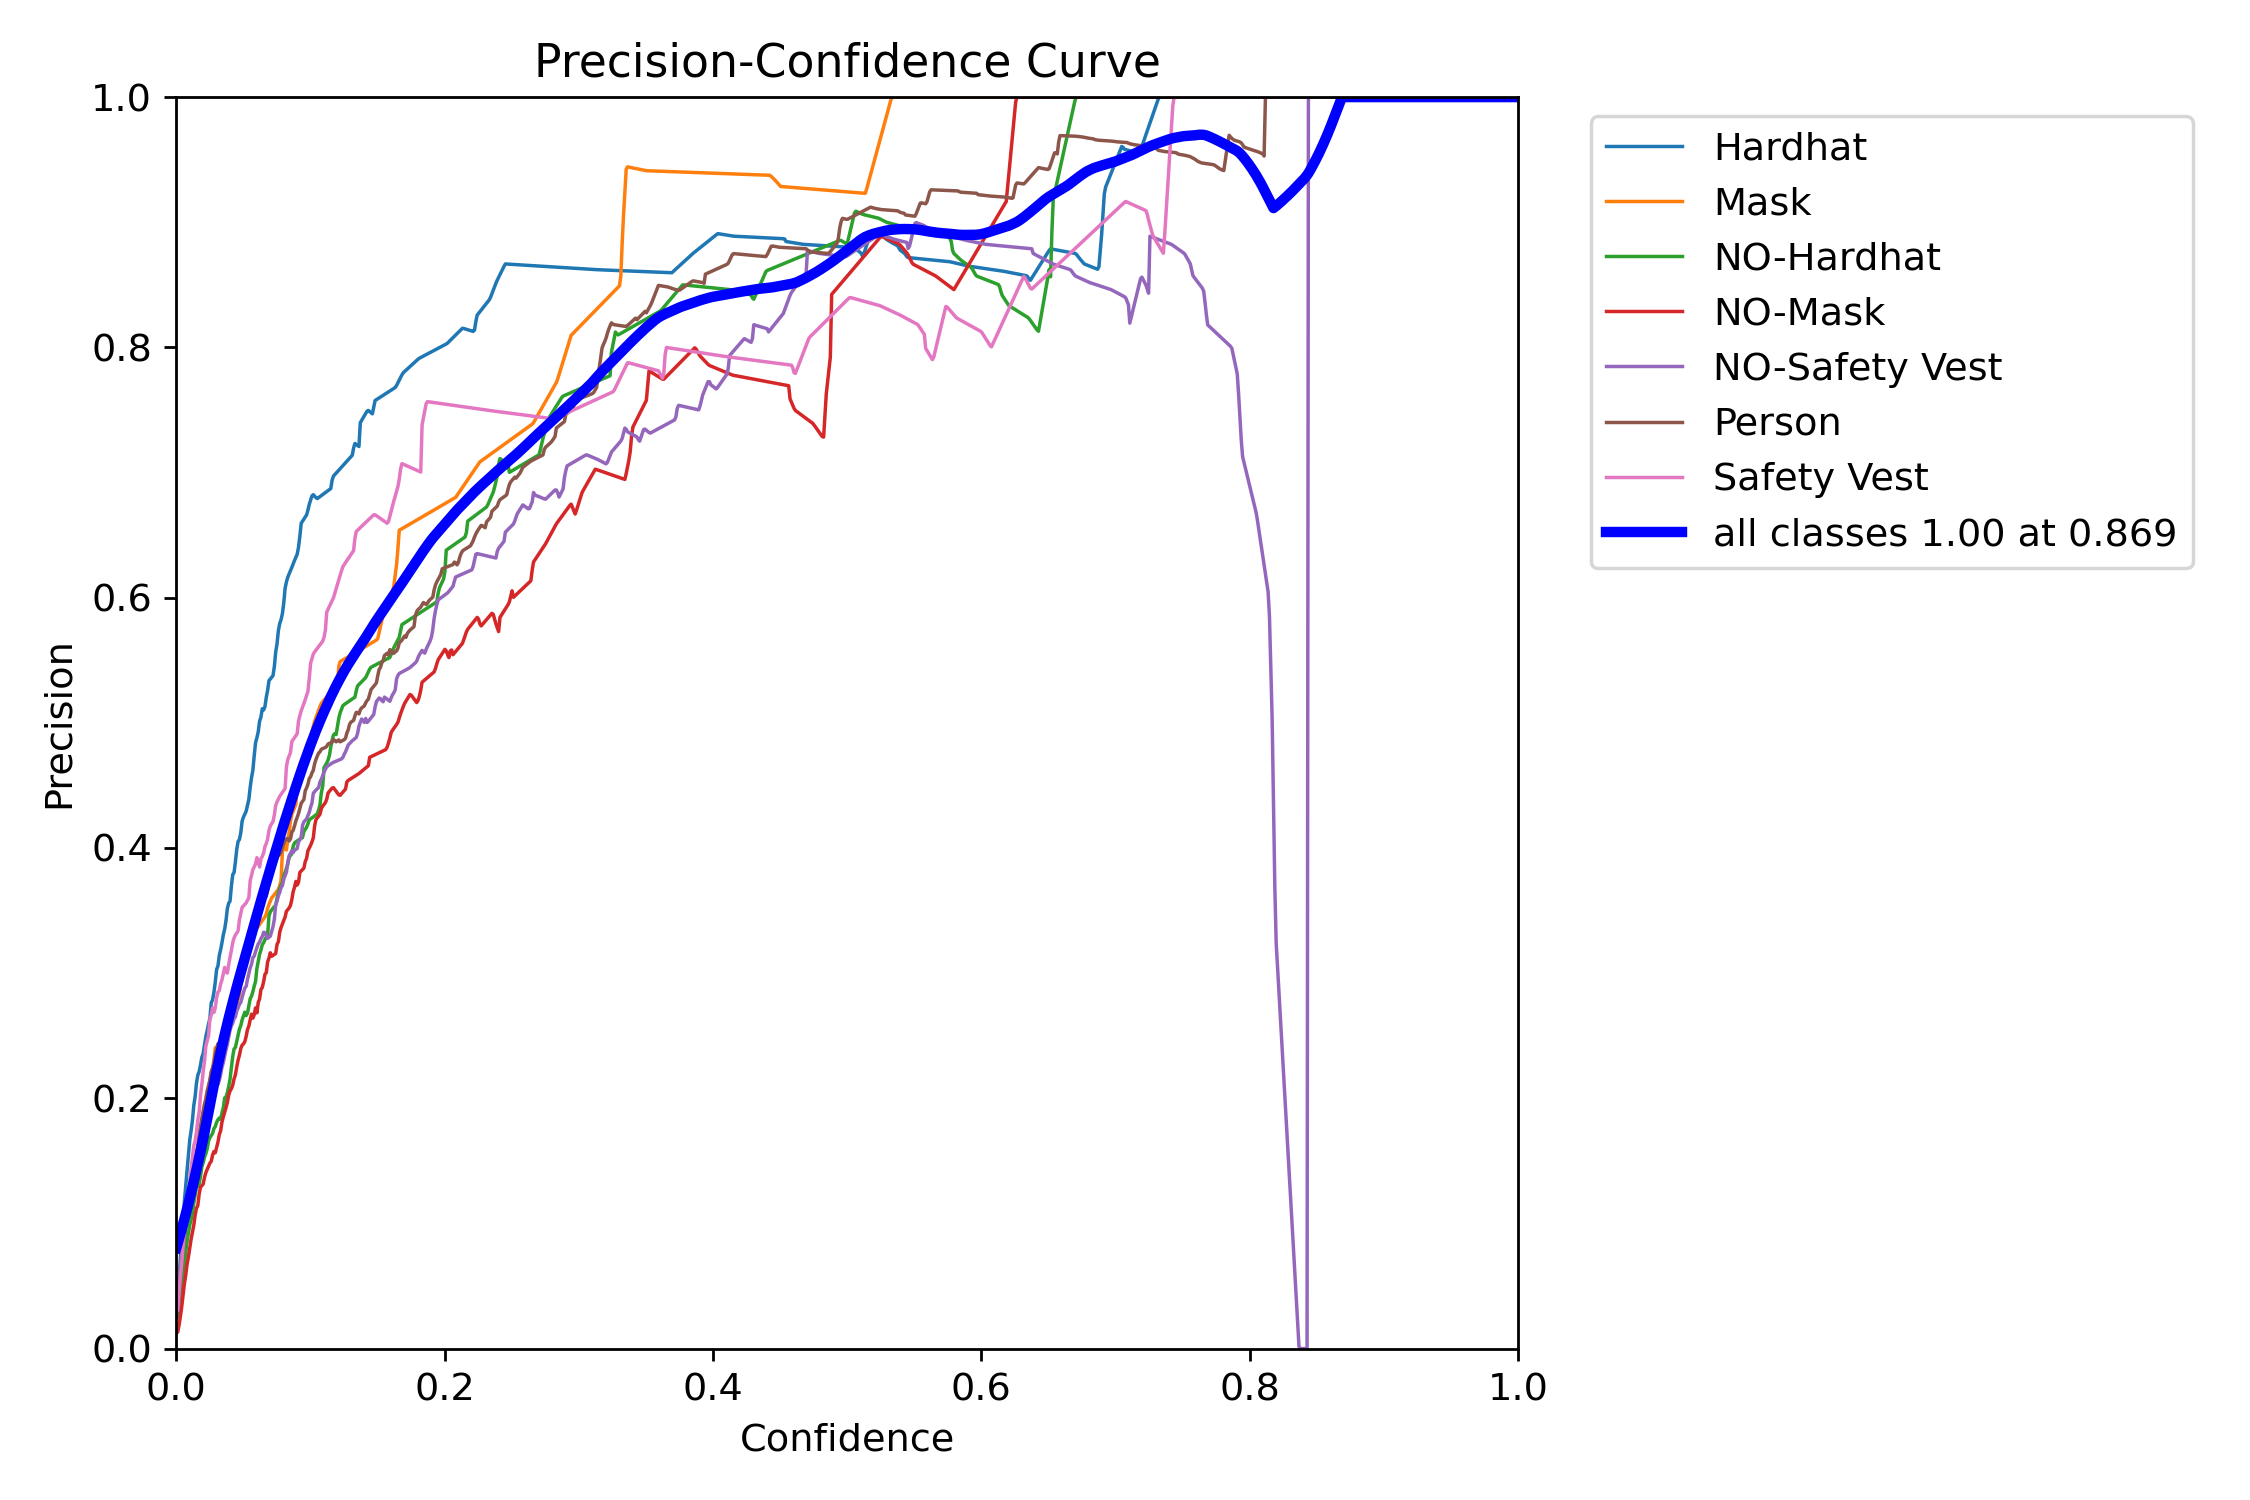 Precision-Confidence Curve
1.0
0.8
0.6
0.4
0.2
0.0
Precision
0.0 0.2 0.4 0.6 0.8 1.0
Confidence
Hardhat
Mask
NO-Hardhat
NO-Mask
NO-Safety Vest
Person
Safety Vest
all classes 1.00 at 0.869